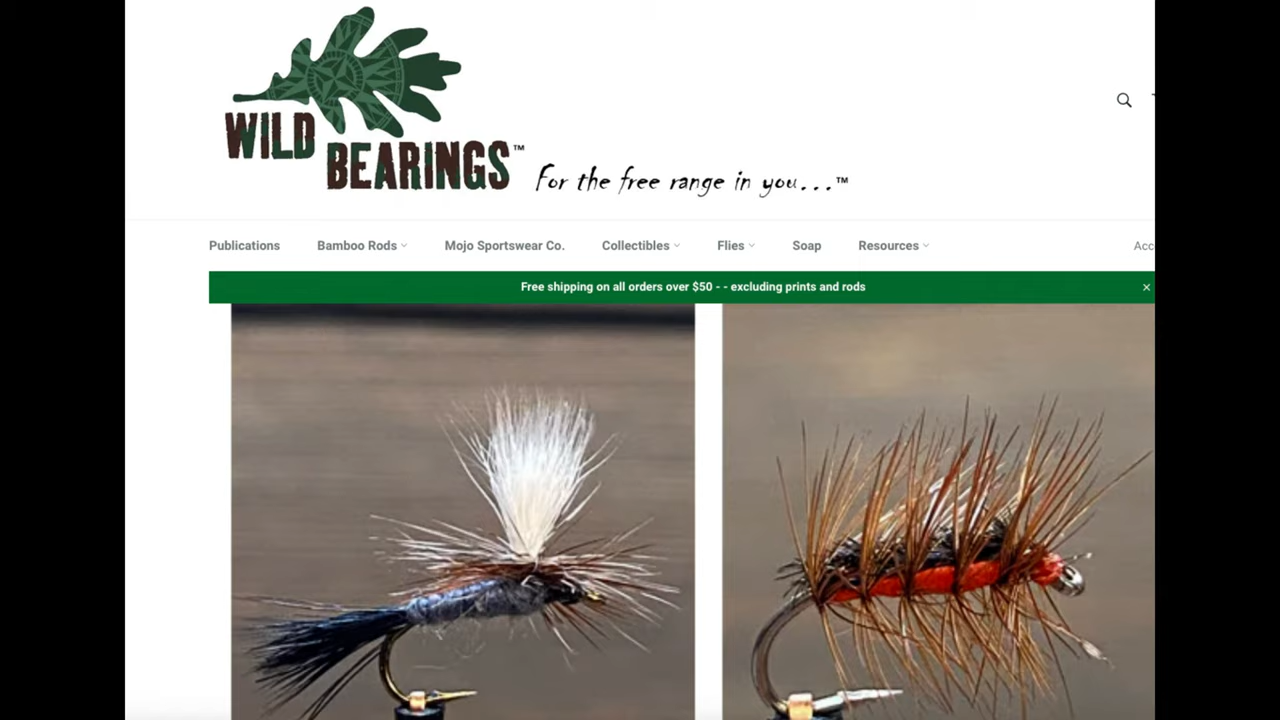 WILD
BEARINGS™
For the free range in you...™
Publications Bamboo Rods Mojo Sportswear Co. Collectibles Flies Soap Resources
Free shipping on all orders over $50 - - excluding prints and rods